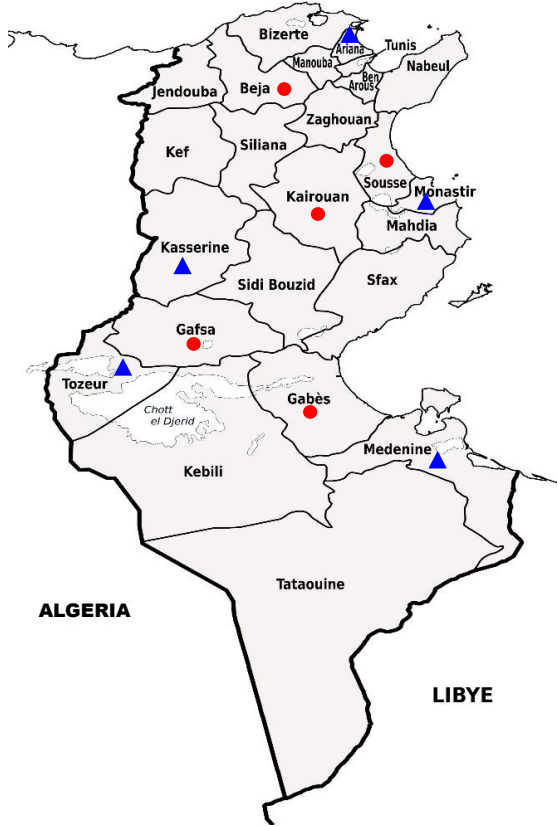 Bizerte
Ariana
Tunis
Manouba
Nabeul
Ben
Arous
Jendouba
Beja
Zaghouan
Kef
Siliana
Sousse
Monastir
Kairouan
Mahdia
Kasserine
Sidi Bouzid
Sfax
Gafsa
Tozeur
Gabès
Chott
el Djerid
Medenine
Kebili
Tataouine
ALGERIA
LIBYE